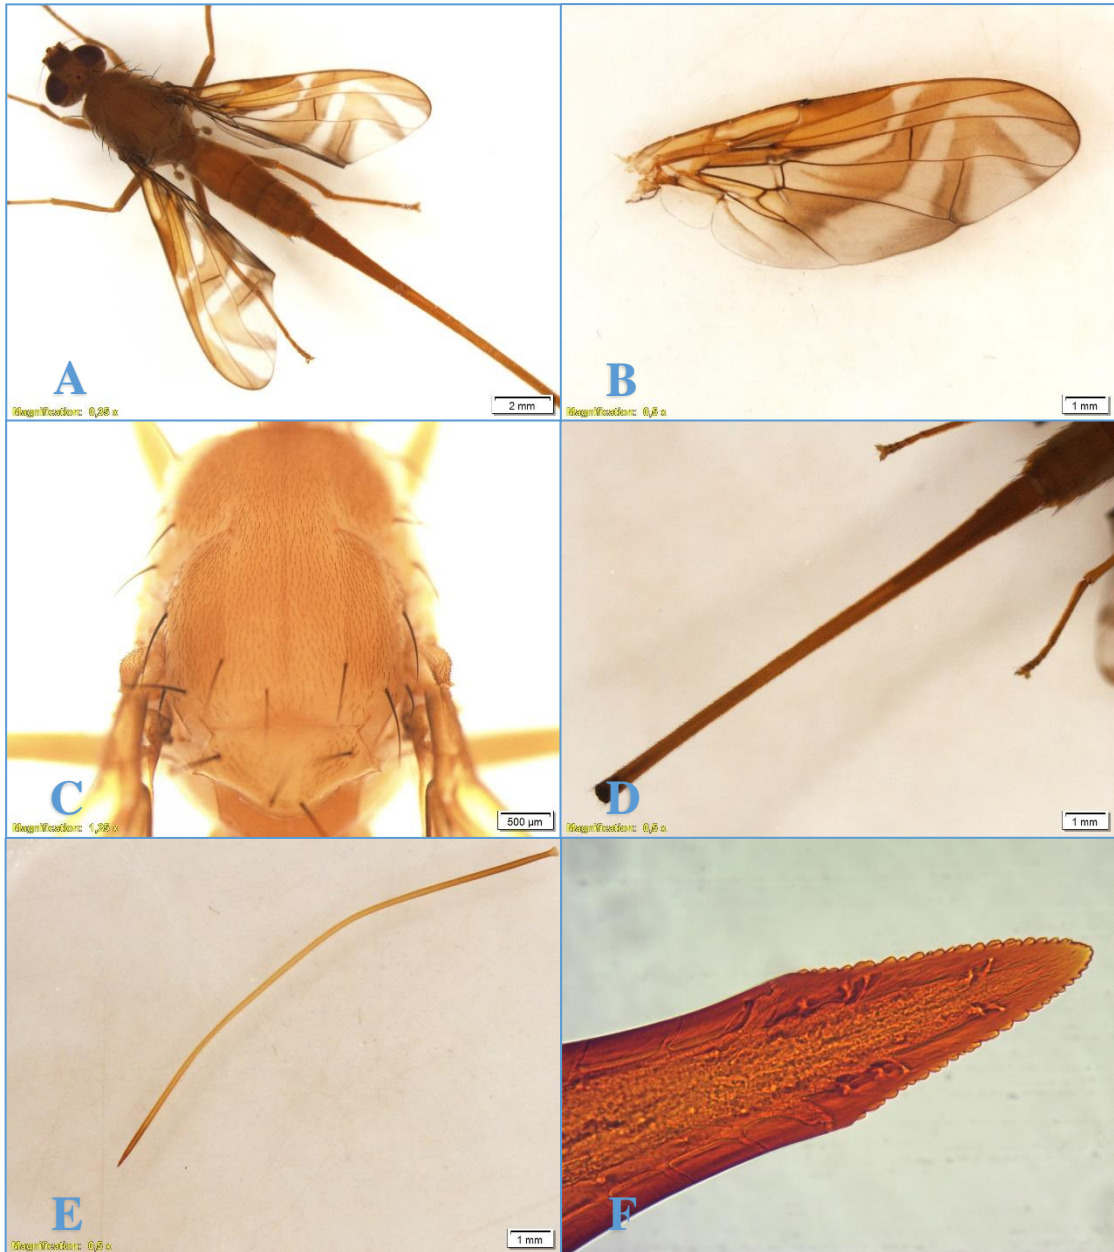 A
Magnification: 0,35 x
2 mm
B
Magnification: 0,5 x
1 mm
C
Magnification: 1,25 x
500 µm
D
Magnification: 0,5 x
1 mm
E
Magnification: 0,5 x
1 mm
F